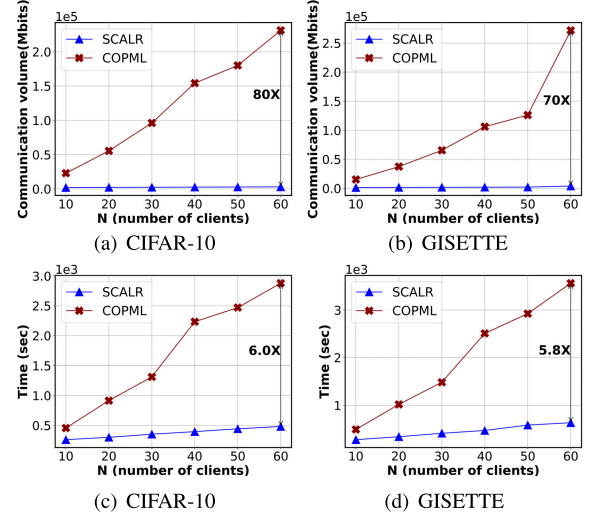 1e5
SCALR
COPML
80X
Communication volume(Mbits)
2.0
1.5
1.0
0.5
0.0
10 20 30 40 50 60
N (number of clients)
(a) CIFAR-10
1e5
SCALR
COPML
70X
Communication volume(Mbits)
2.5
2.0
1.5
1.0
0.5
0.0
10 20 30 40 50 60
N (number of clients)
(b) GISETTE
1e3
SCALR
COPML
6.0X
Time (sec)
3.0
2.5
2.0
1.5
1.0
0.5
10 20 30 40 50 60
N (number of clients)
(c) CIFAR-10
1e3
SCALR
COPML
5.8X
Time (sec)
3
2
1
10 20 30 40 50 60
N (number of clients)
(d) GISETTE